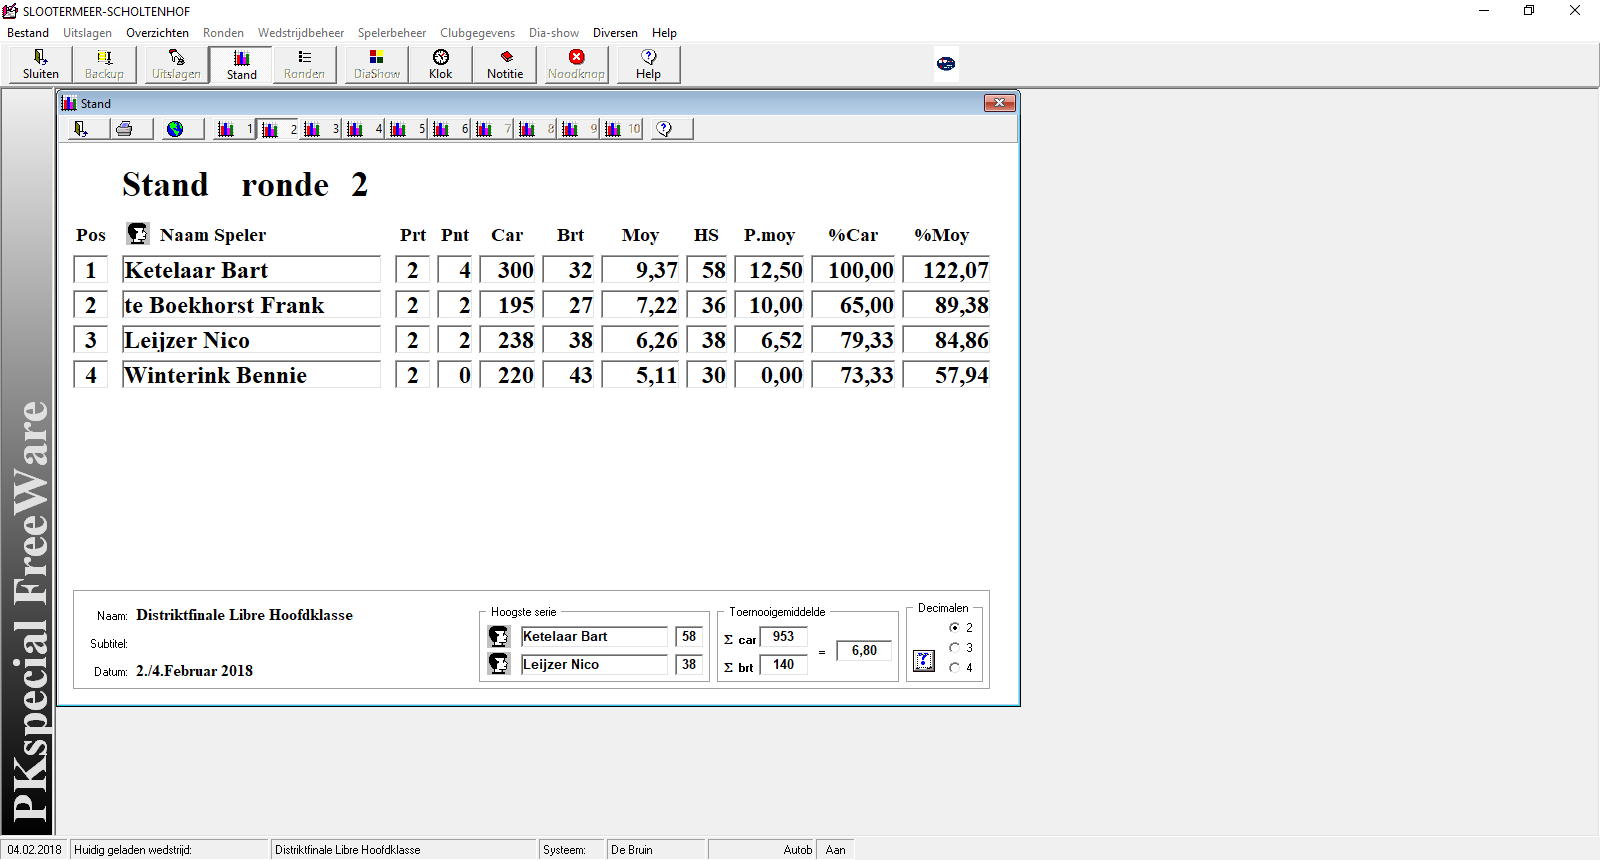 SLOOTERMEER-SCHOLTENHOF
Bestand Uitslagen Overzichten Ronden Wedstrijdbeheer Spelerbeheer Clubgegevens Dia-show Diversen Help
Sluiten Backup Uitslagen Stand Ronden DiaShow Klok Notitie Noodknop Help
Stand
1 2 3 4 5 6 7 8 9 10
Stand ronde 2
Pos Naam Speler Prt Pnt Car Brt Moy HS P.moy %Car %Moy
1 Ketelaar Bart 2 4 300 32 9,37 58 12,50 100,00 122,07
2 te Boekhorst Frank 2 2 195 27 7,22 36 10,00 65,00 89,38
3 Leijzer Nico 2 2 238 38 6,26 38 6,52 79,33 84,86
4 Winterink Bennie 2 0 220 43 5,11 30 0,00 73,33 57,94
PKspecial FreeWare
Naam: Distriktfinale Libre Hoofdklasse
Subtitel:
Datum: 2./4.Februar 2018
Hoogste serie
Ketelaar Bart 58
Leijzer Nico 38
Toernooigemiddelde
Σ car 953
Σ brt 140
= 6,80
Decimalen
2
3
4
04.02.2018 Huidig geladen wedstrijd: Distriktfinale Libre Hoofdklasse Systeem: De Bruin Autob Aan